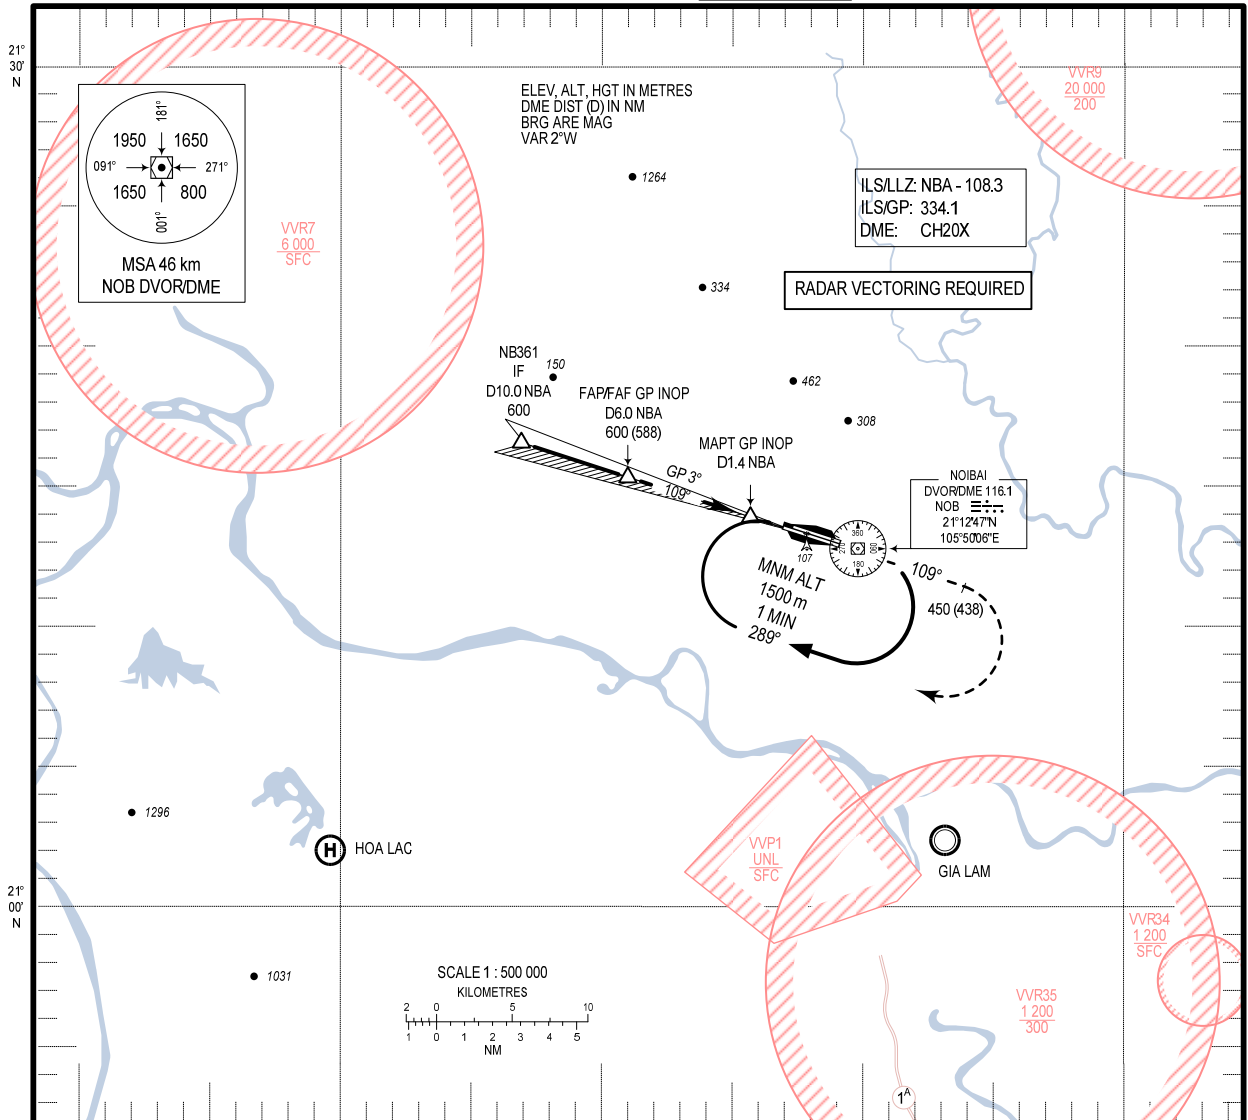 21°
30'
N
181°
1950
1650
091°
271°
1650
800
001°
MSA 46 km
NOB DVOR/DME
VVR7
6 000
SFC
ELEV, ALT, HGT IN METRES
DME DIST (D) IN NM
BRG ARE MAG
VAR 2°W
1264
VVR9
20 000
200
ILS/LLZ: NBA - 108.3
ILS/GP: 334.1
DME: CH20X
334
RADAR VECTORING REQUIRED
NB361
IF
D10.0 NBA
600
150
FAP/FAF GP INOP
D6.0 NBA
600 (588)
462
308
MAPT GP INOP
D1.4 NBA
GP 3°
109°
NOIBAI
DVOR/DME 116.1
NOB
21°12'47"N
105°50'06"E
360
090
180
270
107
MNM ALT
1500 m
1 MIN
289°
109°
450 (438)
1296
HOA LAC
H
VVP1
UNL
SFC
GIA LAM
21°
00'
N
VVR34
1 200
SFC
1031
SCALE 1 : 500 000
KILOMETRES
2 0 5 10
1 0 1 2 3 4 5
NM
VVR35
1 200
300
1A